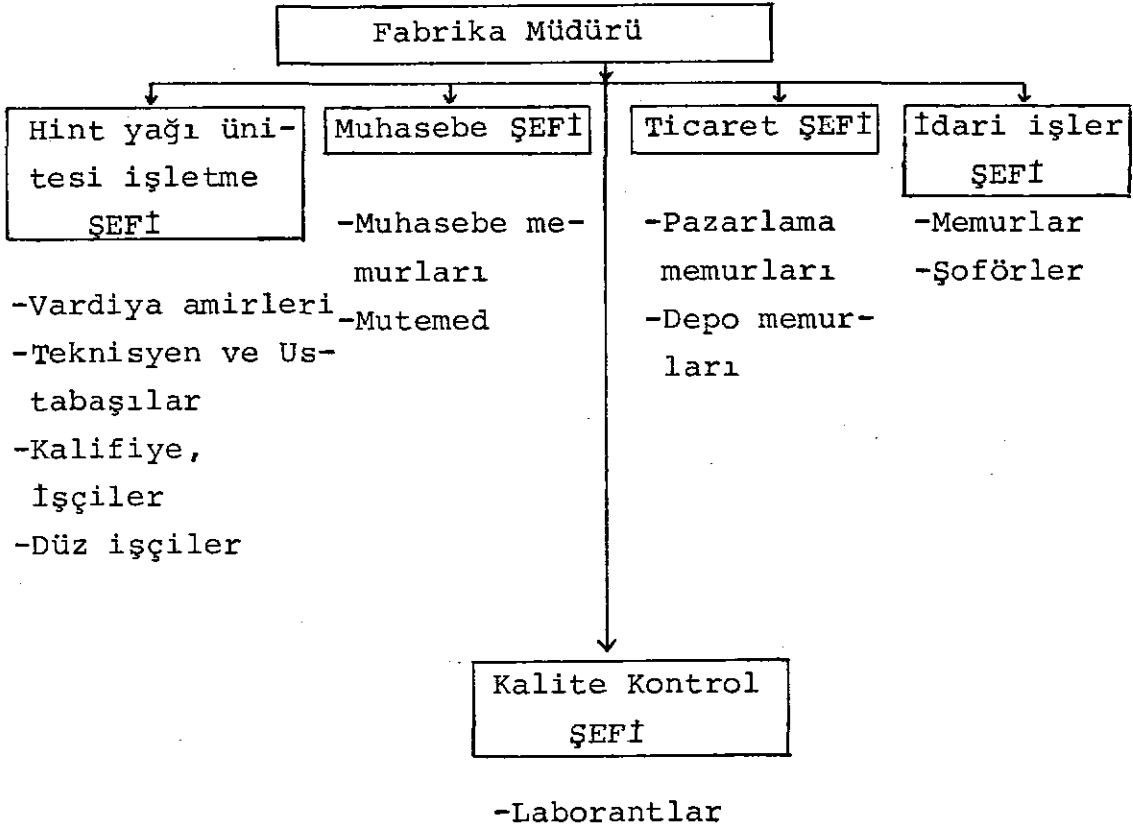 Fabrika Müdürü
Hint yağı üni-
tesi işletme
ŞEFİ
-Vardiya amirleri
-Teknisyen ve Us-
tabaşılar
-Kalifiye,
İşçiler
-Düz işçiler
Muhasebe ŞEFİ
-Muhasebe me-
murları
-Mutemed
Ticaret ŞEFİ
-Pazarlama
memurları
-Depo memur-
ları
İdari işler
ŞEFİ
-Memurlar
-Şoförler
Kalite Kontrol
ŞEFİ
-Laborantlar